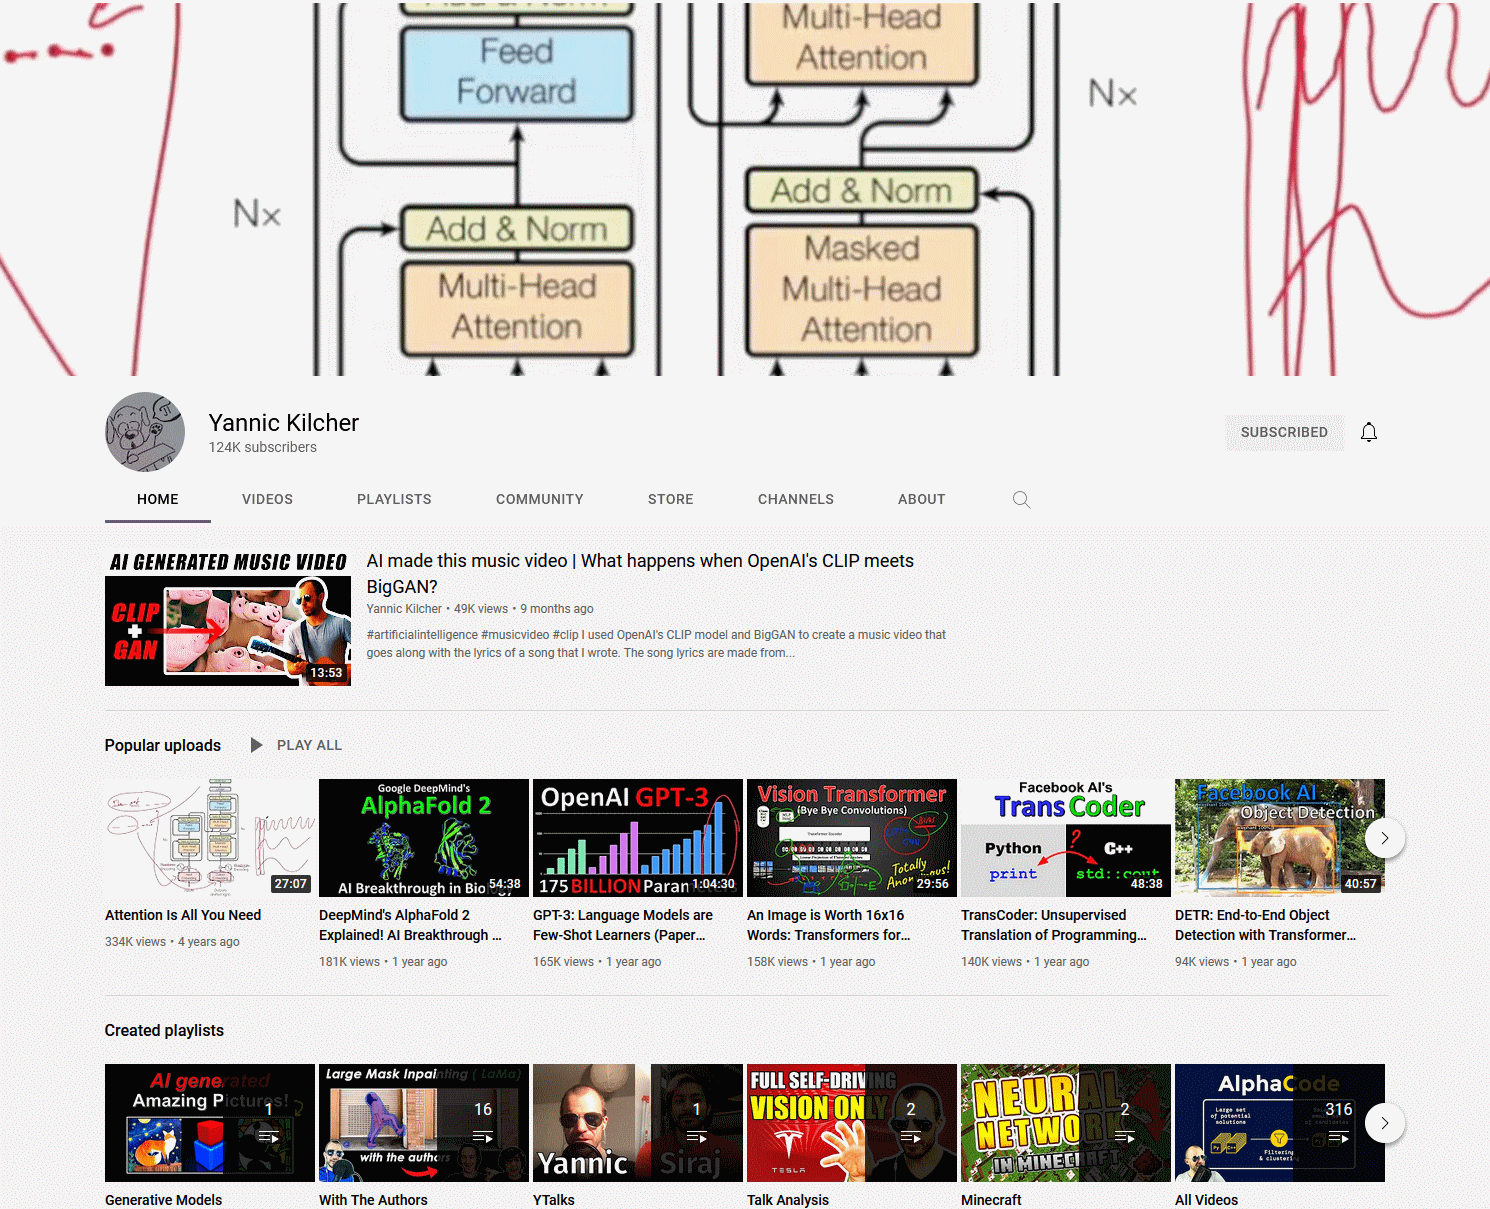 Add & Norm
Feed
Forward
Nx
Add & Norm
Multi-Head
Attention
Multi-Head
Attention
Nx
Add & Norm
Masked
Multi-Head
Attention
Yannic Kilcher
124K subscribers
SUBSCRIBED
HOME VIDEOS PLAYLISTS COMMUNITY STORE CHANNELS ABOUT
AI GENERATED MUSIC VIDEO
CLIP
+
GAN
13:53
AI made this music video | What happens when OpenAI's CLIP meets
BigGAN?
Yannic Kilcher • 49K views • 9 months ago
#artificialintelligence #musicvideo #clip I used OpenAI's CLIP model and BigGAN to create a music video that
goes along with the lyrics of a song that I wrote. The song lyrics are made from...
Popular uploads PLAY ALL
27:07
Attention Is All You Need
334K views • 4 years ago
Google DeepMind's
AlphaFold 2
AI Breakthrough in Bio
54:38
DeepMind's AlphaFold 2
Explained! AI Breakthrough ...
181K views • 1 year ago
OpenAI GPT-3
175 BILLION Parameters
1:04:30
GPT-3: Language Models are
Few-Shot Learners (Paper...
165K views • 1 year ago
Vision Transformer
(Bye Bye Convolutions)
Transformer Encoder
Totally
29:56
An Image is Worth 16x16
Words: Transformers for...
158K views • 1 year ago
Facebook AI's
TransCoder
?
Python C++
print std::cout
48:38
TransCoder: Unsupervised
Translation of Programming...
140K views • 1 year ago
Facebook AI
Object Detection
40:57
DETR: End-to-End Object
Detection with Transformer...
94K views • 1 year ago
Created playlists
AI generated
Amazing Pictures!
1
Generative Models
Large Mask Inpainting (LaMa)
16
with the authors
With The Authors
1
Yannic Siraj
YTalks
FULL SELF-DRIVING
VISION ONLY
2
TESLA
Talk Analysis
NEURAL
NETWORK
IN MINECRAFT
2
Minecraft
AlphaCode
Large set
of potential
solutions
316
Filtering
& clustering
All Videos